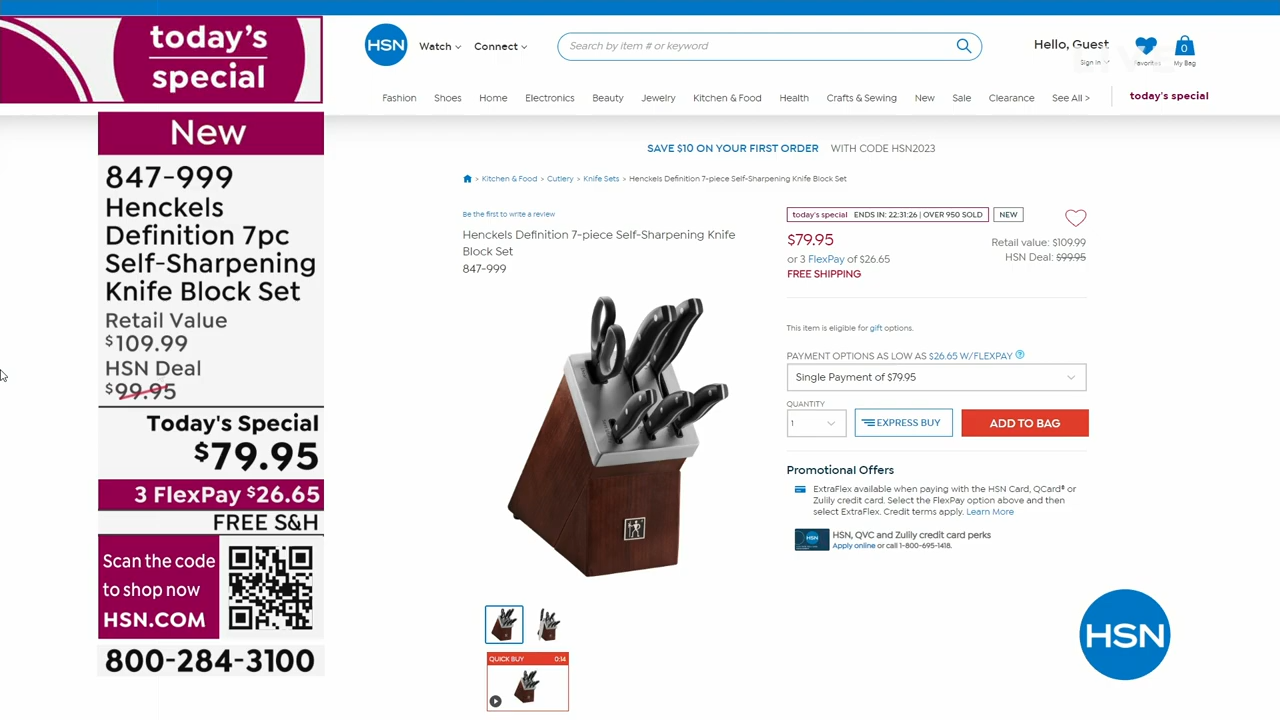 today's
special
New
847-999
Henckels
Definition 7pc
Self-Sharpening
Knife Block Set
Retail Value
$109.99
HSN Deal
$99.95
Today's Special
$79.95
3 FlexPay $26.65
FREE S&H
Scan the code
to shop now
HSN.COM
800-284-3100
HSN
Watch
Connect
Search by item # or keyword
Hello, Guest
Sign In
Favorites
0
My Bag
Fashion Shoes Home Electronics Beauty Jewelry Kitchen & Food Health Crafts & Sewing New Sale Clearance See All > today's special
SAVE $10 ON YOUR FIRST ORDER WITH CODE HSN2023
> Kitchen & Food > Cutlery > Knife Sets > Henckels Definition 7-piece Self-Sharpening Knife Block Set
Be the first to write a review
Henckels Definition 7-piece Self-Sharpening Knife
Block Set
847-999
today's special ENDS IN: 22:31:26 | OVER 950 SOLD NEW
$79.95
Retail value: $109.99
or 3 FlexPay of $26.65
HSN Deal: $99.95
FREE SHIPPING
This item is eligible for gift options.
PAYMENT OPTIONS AS LOW AS $26.65 W/FLEXPAY ?
Single Payment of $79.95
QUANTITY
1
EXPRESS BUY
ADD TO BAG
Promotional Offers
ExtraFlex available when paying with the HSN Card, QCard® or
Zulily credit card. Select the FlexPay option above and then
select ExtraFlex. Credit terms apply. Learn More
HSN
HSN, QVC and Zulily credit card perks
Apply online or call 1-800-695-1418.
QUICK BUY 0:14
HSN